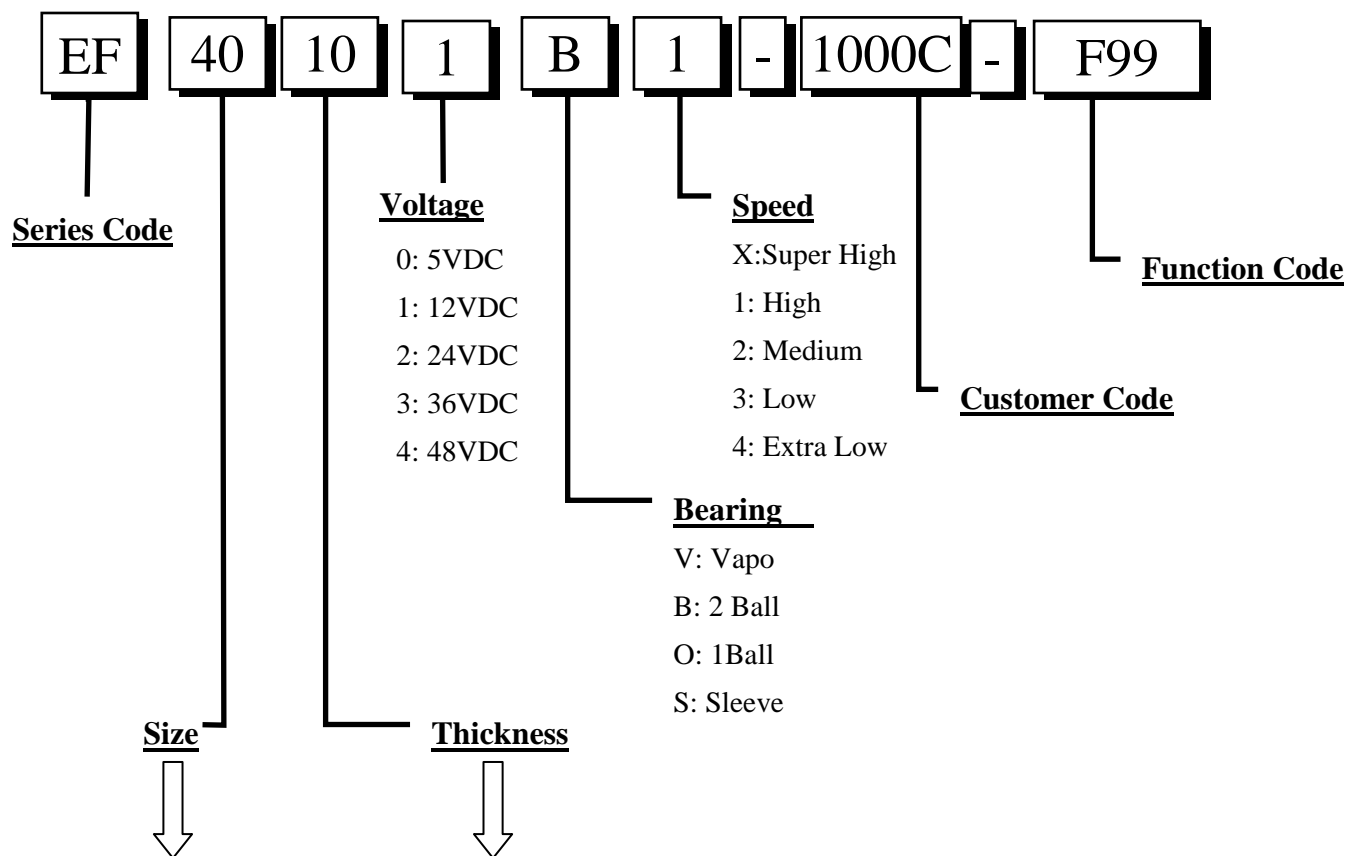 EF 40 10 1 B 1 - 1000C - F99
Series Code
Voltage
0: 5VDC
1: 12VDC
2: 24VDC
3: 36VDC
4: 48VDC
Speed
X:Super High
1: High
2: Medium
3: Low
4: Extra Low
Function Code
Customer Code
Bearing
V: Vapo
B: 2 Ball
O: 1Ball
S: Sleeve
Size
Thickness